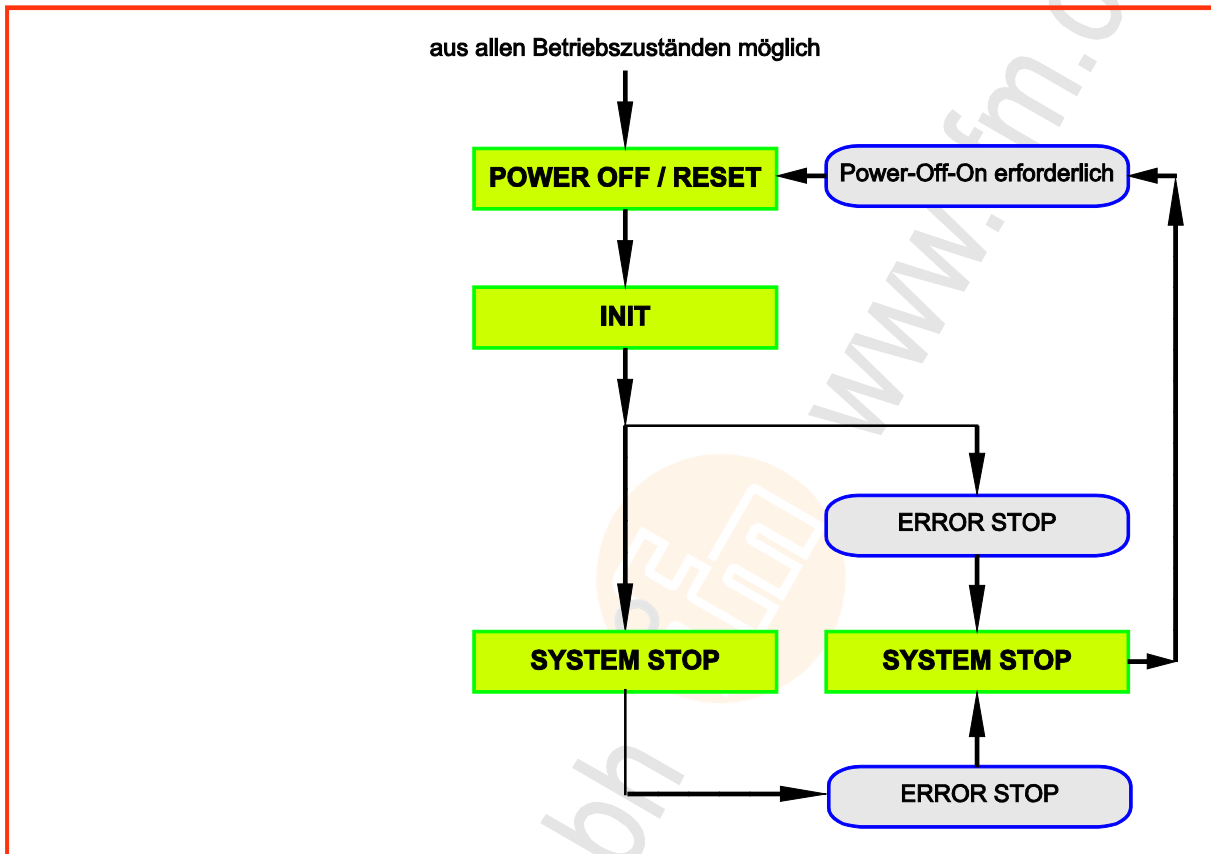 aus allen Betriebszuständen möglich
POWER OFF / RESET
Power-Off-On erforderlich
INIT
ERROR STOP
SYSTEM STOP
SYSTEM STOP
ERROR STOP
www.